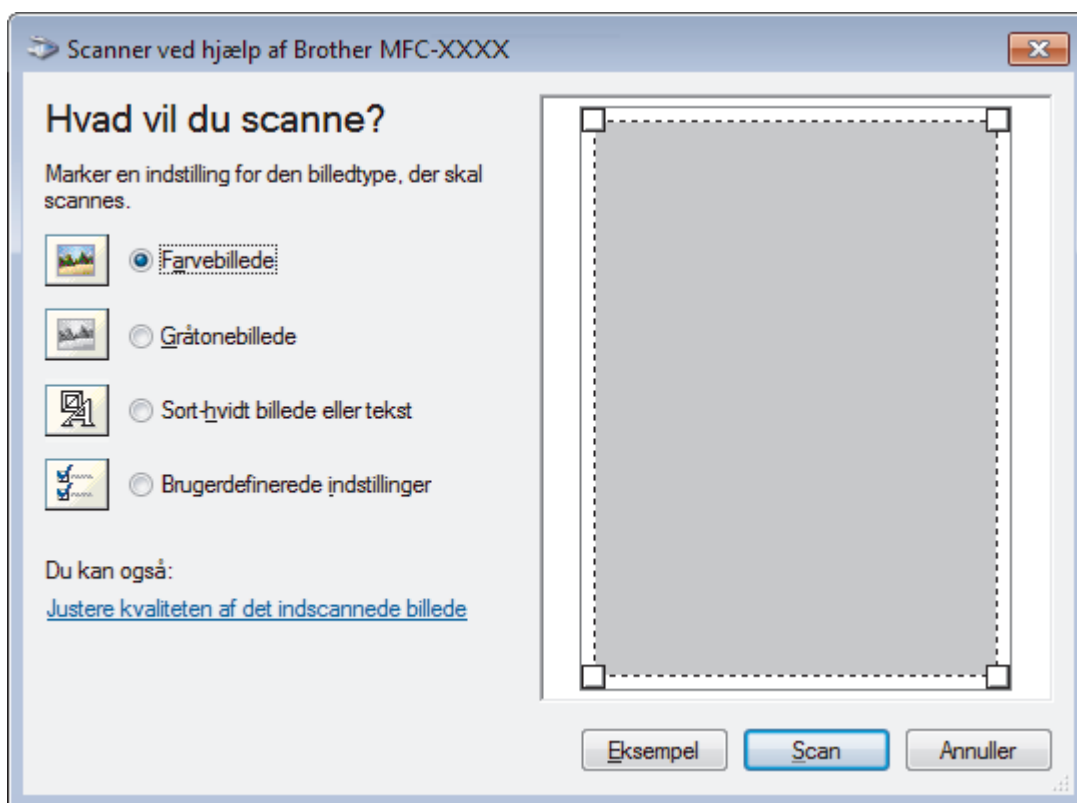 Scanner ved hjælp af Brother MFC-XXXX
Hvad vil du scanne?
Marker en indstilling for den billedtype, der skal
scannes.
Farvebillede
Gråtonebillede
Sort-hvidt billede eller tekst
Brugerdefinerede indstillinger
Du kan også:
Justere kvaliteten af det indscannede billede
Eksempel
Scan
Annuller